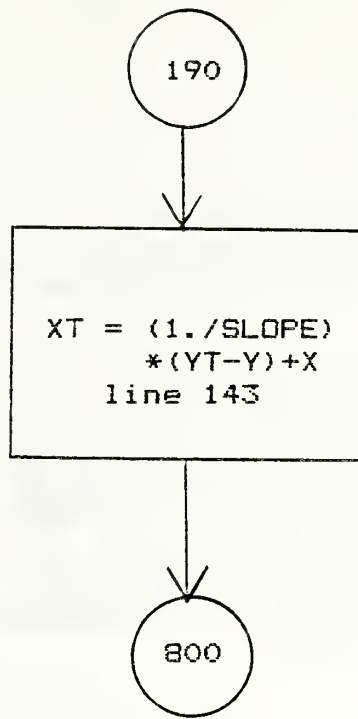 190
XT = (1./SLOPE)
*(YT-Y)+X
line 143
800